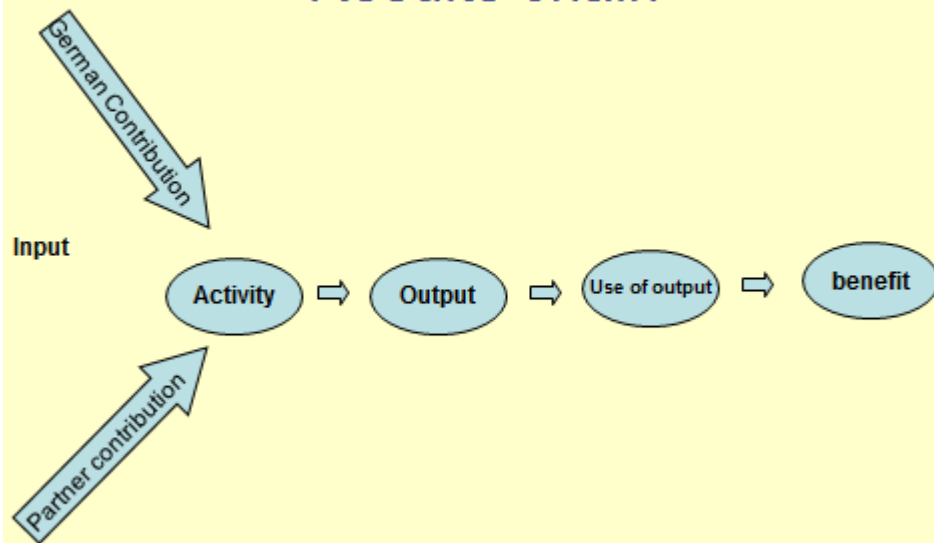 German Contribution
Input
Activity
Output
Use of output
benefit
Partner contribution